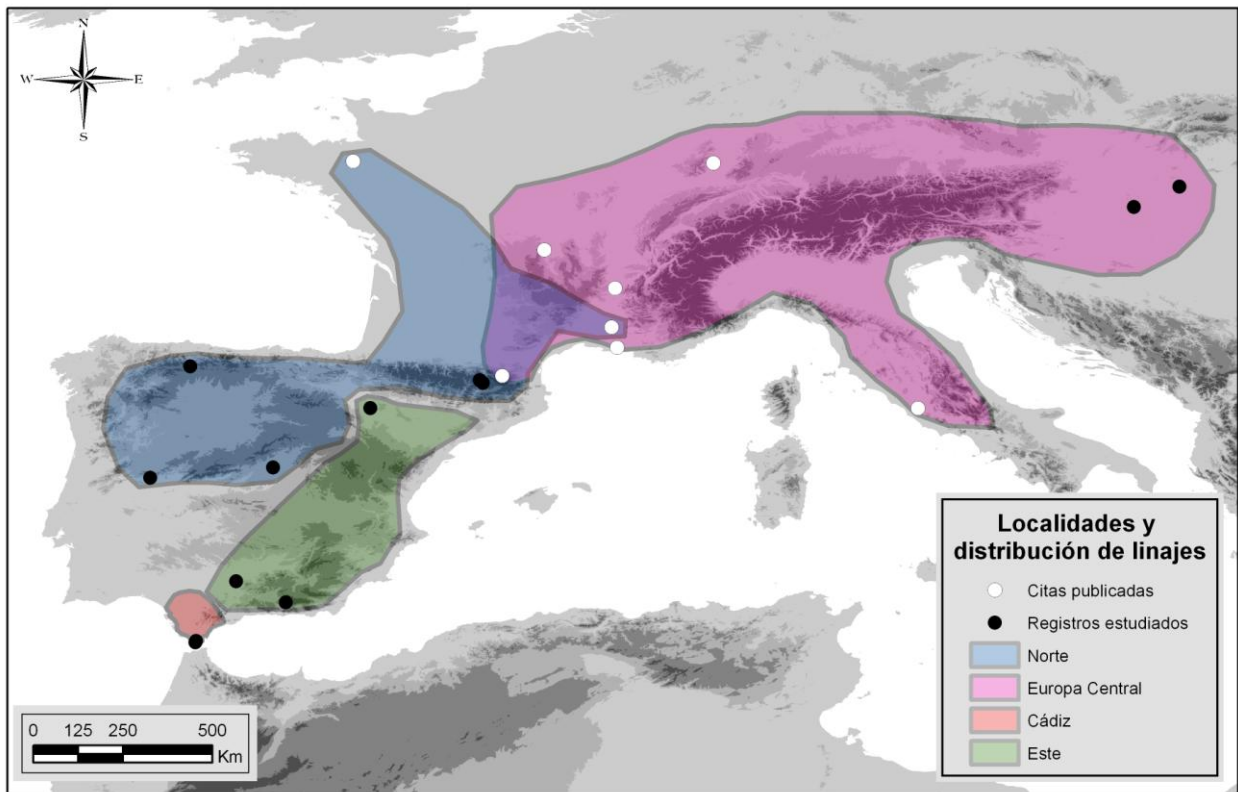 N
W E
S
Localidades y
distribución de linajes
Citas publicadas
Registros estudiados
Norte
Europa Central
Cádiz
Este
0 125 250 500
Km